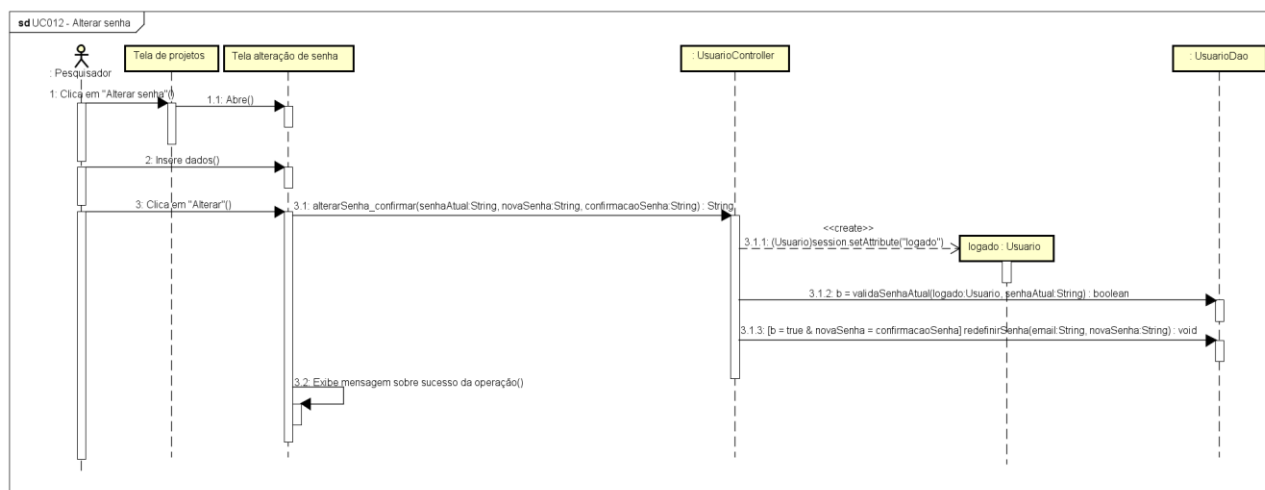 sd UC012 - Alterar senha
: Pesquisador
Tela de projetos
Tela alteração de senha
: UsuarioController
: UsuarioDao
1: Clica em "Alterar senha"()
1.1: Abre()
2: Insere dados()
3: Clica em "Alterar"()
3.1: alterarSenha_confirmar(senhaAtual:String, novaSenha:String, confirmacaoSenha:String) : String
<<create>>
3.1.1: (Usuario)session.setAttribute("logado")
logado : Usuario
3.1.2: b = validaSenhaAtual(logado:Usuario, senhaAtual:String) : boolean
3.1.3: [b = true & novaSenha = confirmacaoSenha] redefinirSenha(email:String, novaSenha:String) : void
3.2: Exibe mensagem sobre sucesso da operação()